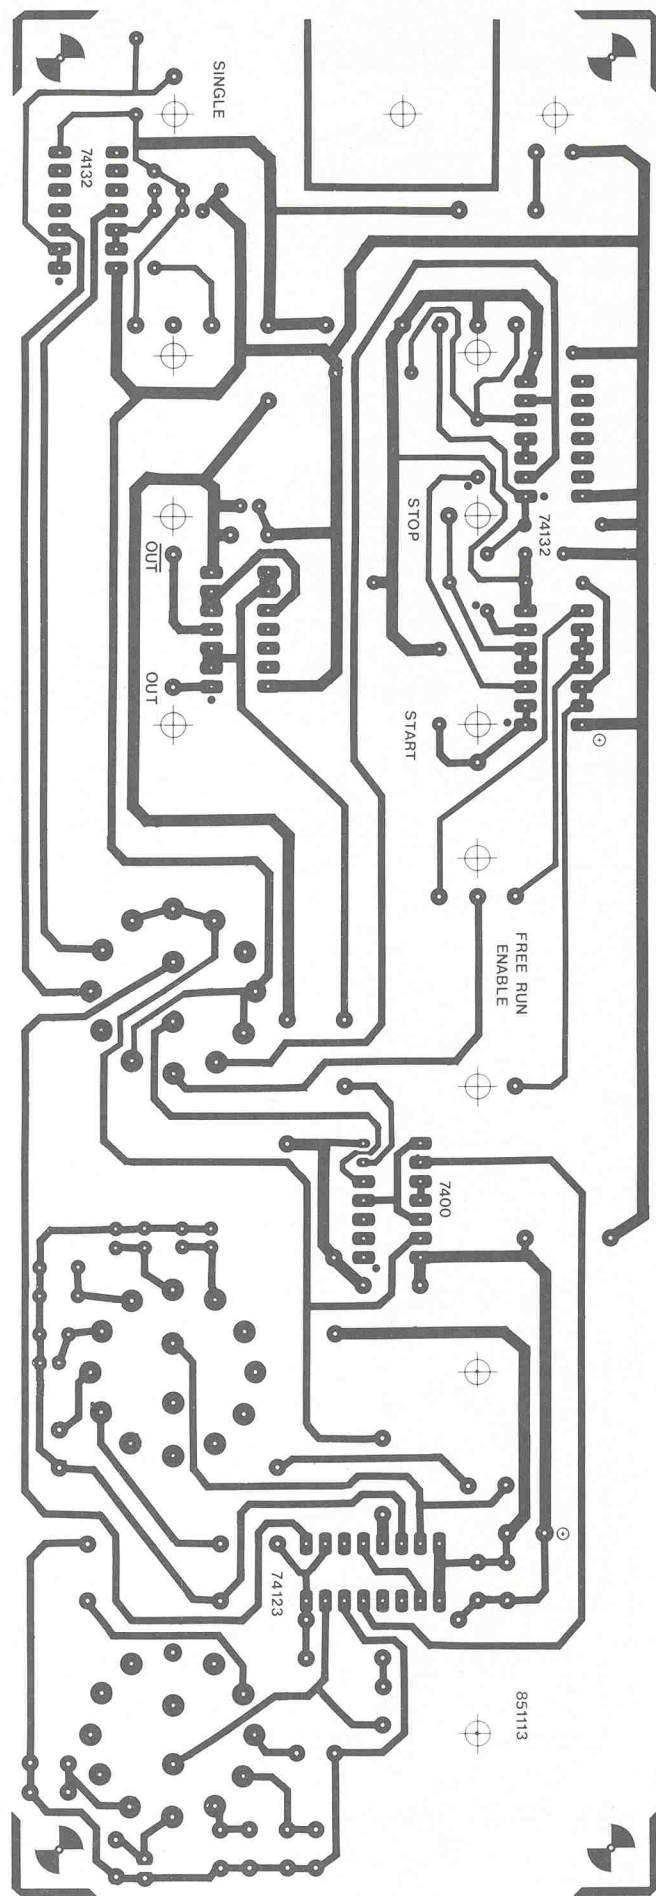 SINGLE
74132
74132
STOP
OUT
OUT
START
FREE RUN
ENABLE
7400
74123
851113